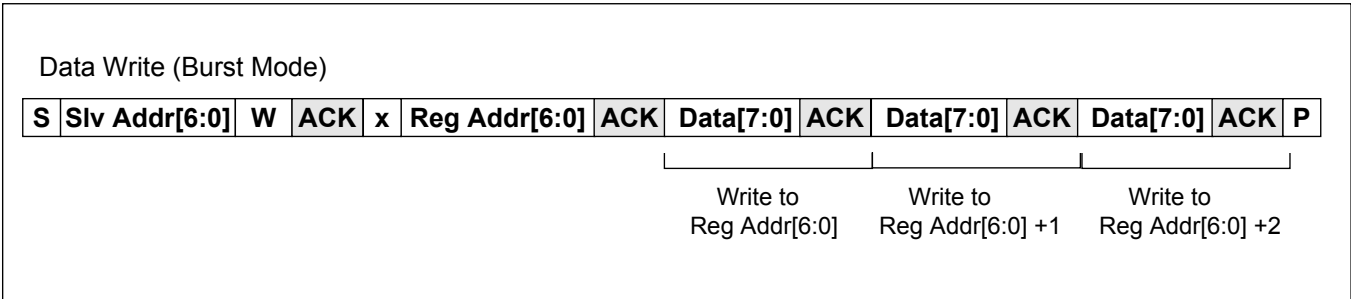 Data Write (Burst Mode)
S Slv Addr[6:0] W ACK x Reg Addr[6:0] ACK Data[7:0] ACK Data[7:0] ACK Data[7:0] ACK P
Write to Write to Write to
Reg Addr[6:0] Reg Addr[6:0] +1 Reg Addr[6:0] +2